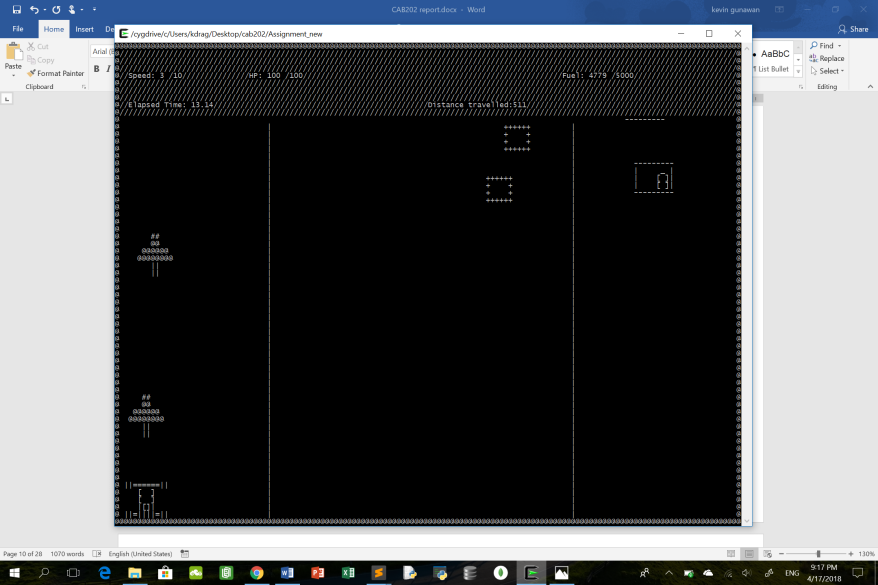 CAB202 report.docx - Word
kevin gunawan
File Home Insert De
Share
/cygdrive/c/Users/kdrag/Desktop/cab202/Assignment_new
Cut
Copy
Format Painter
Paste
Clipboard
Arial (
B I
AaBbC
1 List Bullet
Find
Replace
Select
Editing
Speed: 3 /10
HP: 100 /100
Fuel: 4779 /5000
Elapsed Time: 13.14
Distance travelled:511
Page 10 of 28 1070 words English (United States)
130%
ENG
9:17 PM
4/17/2018